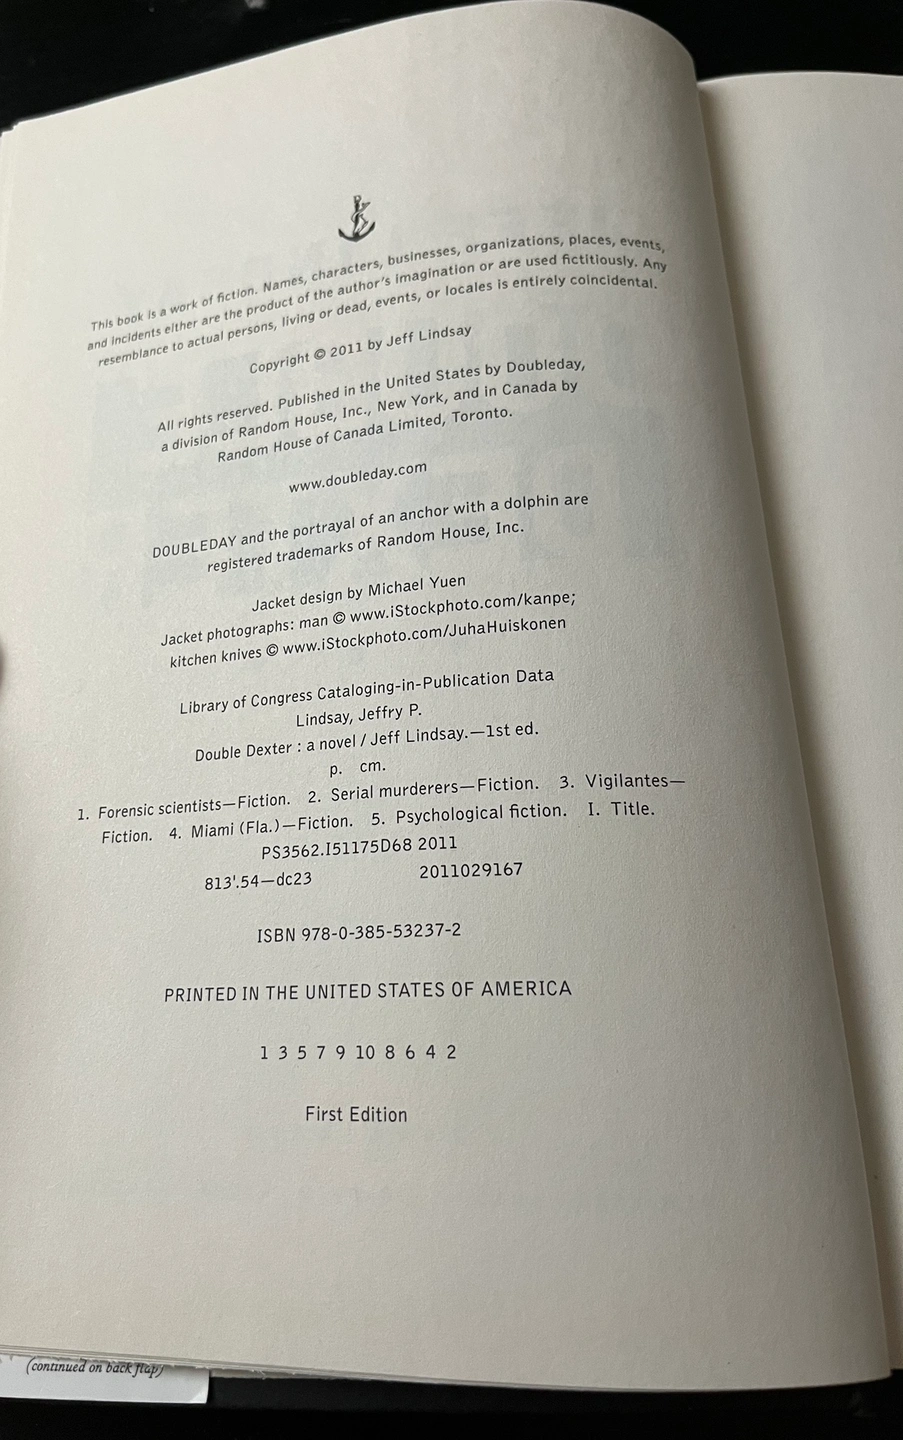 This book is a work of fiction. Names, characters, businesses, organizations, places, events,
and incidents either are the product of the author's imagination or are used fictitiously. Any
resemblance to actual persons, living or dead, events, or locales is entirely coincidental.
Copyright © 2011 by Jeff Lindsay
All rights reserved. Published in the United States by Doubleday,
a division of Random House, Inc., New York, and in Canada by
Random House of Canada Limited, Toronto.
www.doubleday.com
DOUBLEDAY and the portrayal of an anchor with a dolphin are
registered trademarks of Random House, Inc.
Jacket design by Michael Yuen
Jacket photographs: man © www.iStockphoto.com/kanpe;
kitchen knives © www.iStockphoto.com/JuhaHuiskonen
Library of Congress Cataloging-in-Publication Data
Lindsay, Jeffry P.
Double Dexter : a novel / Jeff Lindsay.—1st ed.
p. cm.
1. Forensic scientists—Fiction. 2. Serial murderers—Fiction. 3. Vigilantes—
Fiction. 4. Miami (Fla.)—Fiction. 5. Psychological fiction. I. Title.
PS3562.I51175D68 2011
813'.54—dc23 2011029167
ISBN 978-0-385-53237-2
PRINTED IN THE UNITED STATES OF AMERICA
1 3 5 7 9 10 8 6 4 2
First Edition
(continued on back flap)